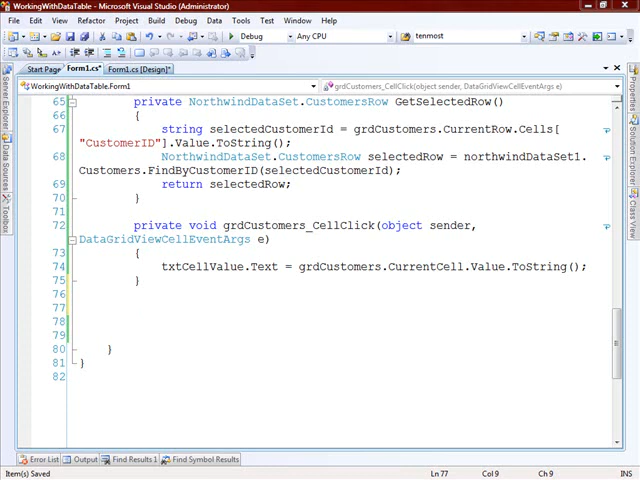 WorkingWithDataTable - Microsoft Visual Studio (Administrator)
File Edit View Refactor Project Build Debug Data Tools Test Window Help
Debug Any CPU tenmost
Start Page Form1.cs* Form1.cs [Design]*
WorkingWithDataTable.Form1 grdCustomers_CellClick(object sender, DataGridViewCellEventArgs e)
65 private NorthwindDataSet.CustomersRow GetSelectedRow()
66 {
67 string selectedCustomerId = grdCustomers.CurrentRow.Cells[
"CustomerID"].Value.ToString();
68 NorthwindDataSet.CustomersRow selectedRow = northwindDataSet1.
Customers.FindByCustomerID(selectedCustomerId);
69 return selectedRow;
70 }
71
72 private void grdCustomers_CellClick(object sender,
DataGridViewCellEventArgs e)
73 {
74 txtCellValue.Text = grdCustomers.CurrentCell.Value.ToString();
75 }
76
77
78
79
80 }
81 }
82
Server Explorer
Data Sources
Toolbox
Properties
Solution Explorer
Class View
Error List Output Find Results 1 Find Symbol Results
Item(s) Saved Ln 77 Col 9 Ch 9 INS